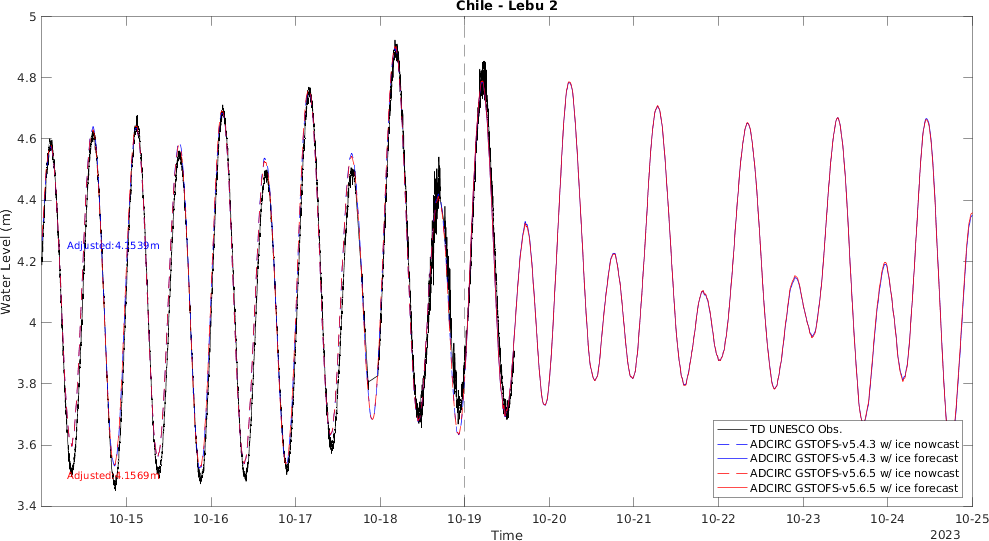 Chile - Lebu 2
5
4.8
4.6
4.4
4.2
4
3.8
3.6
3.4
Water Level (m)
Adjusted:4.1539m
Adjusted:4.1569m
TD UNESCO Obs.
ADCIRC GSTOFS-v5.4.3 w/ ice nowcast
ADCIRC GSTOFS-v5.4.3 w/ ice forecast
ADCIRC GSTOFS-v5.6.5 w/ ice nowcast
ADCIRC GSTOFS-v5.6.5 w/ ice forecast
10-15 10-16 10-17 10-18 10-19 10-20 10-21 10-22 10-23 10-24 10-25
Time
2023